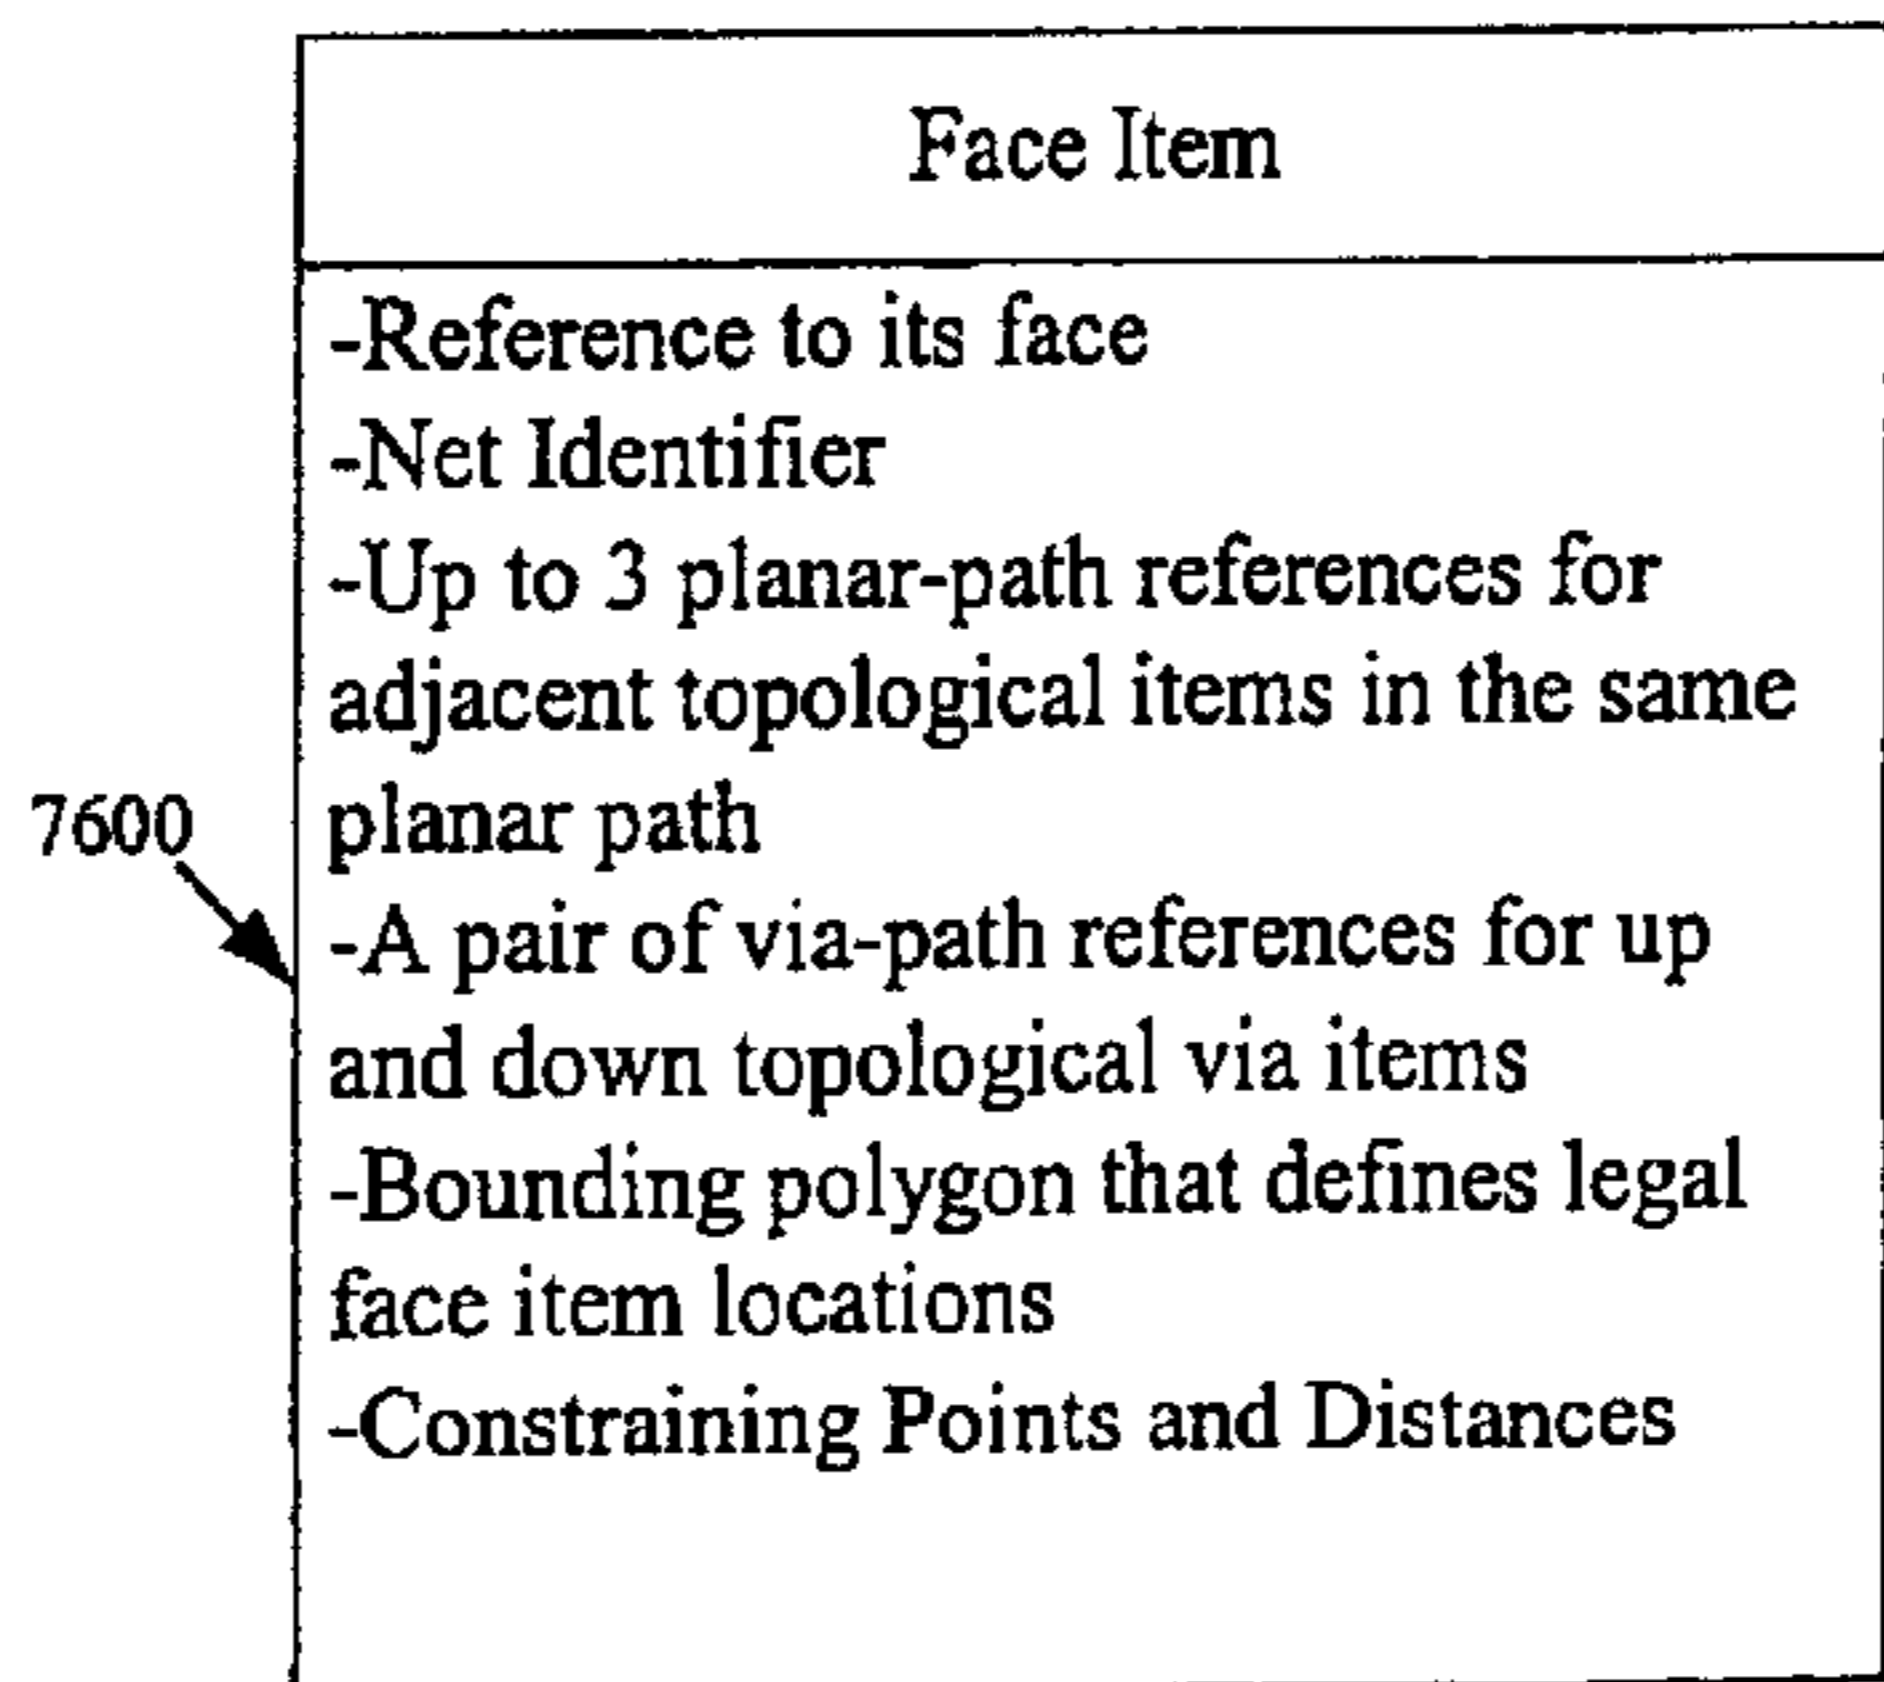 Face Item
-Reference to its face
-Net Identifier
-Up to 3 planar-path references for
adjacent topological items in the same
planar path
7600
-A pair of via-path references for up
and down topological via items
-Bounding polygon that defines legal
face item locations
-Constraining Points and Distances